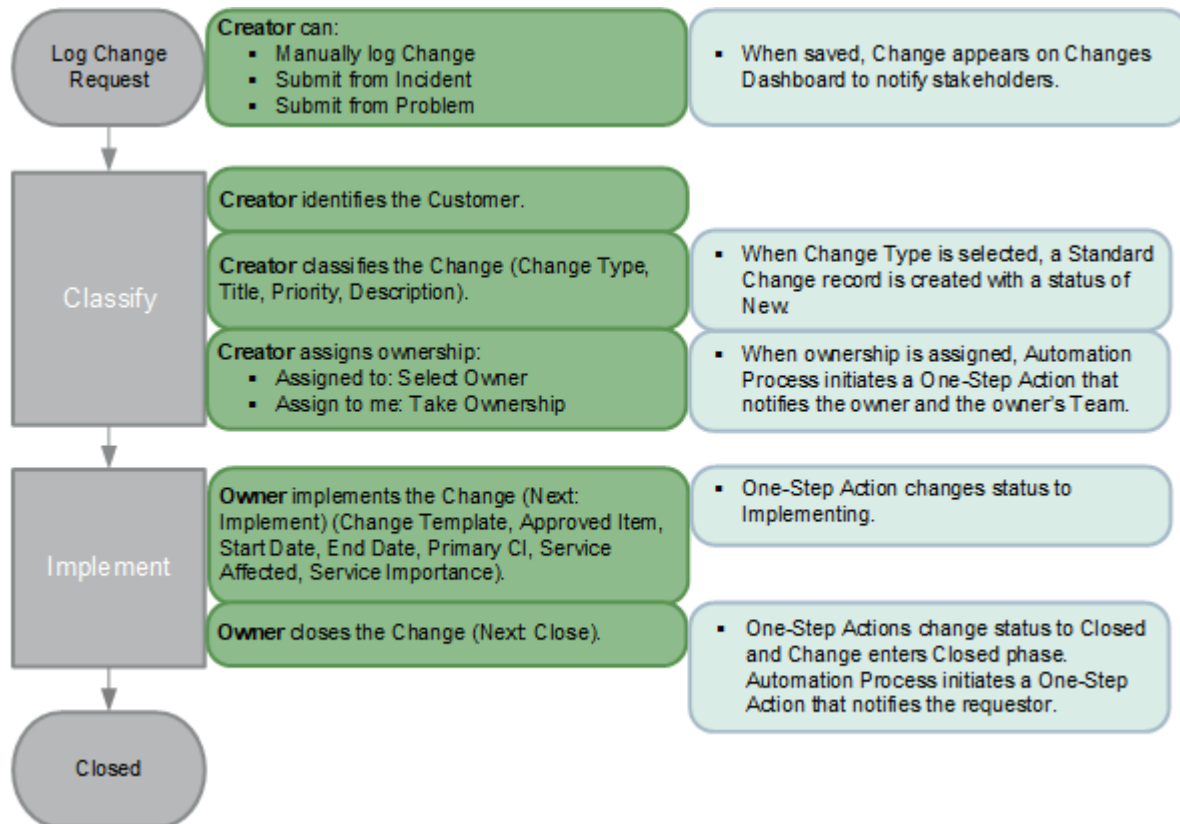 Log Change
Request
Creator can:
▪ Manually log Change
▪ Submit from Incident
▪ Submit from Problem
▪ When saved, Change appears on Changes
Dashboard to notify stakeholders.
Classify
Creator identifies the Customer.
Creator classifies the Change (Change Type,
Title, Priority, Description).
▪ When Change Type is selected, a Standard
Change record is created with a status of
New.
Creator assigns ownership:
▪ Assigned to: Select Owner
▪ Assign to me: Take Ownership
▪ When ownership is assigned, Automation
Process initiates a One-Step Action that
notifies the owner and the owner's Team.
Implement
Owner implements the Change (Next:
Implement) (Change Template, Approved Item,
Start Date, End Date, Primary CI, Service
Affected, Service Importance).
▪ One-Step Action changes status to
Implementing.
Owner closes the Change (Next: Close).
▪ One-Step Actions change status to Closed
and Change enters Closed phase.
Automation Process initiates a One-Step
Action that notifies the requestor.
Closed